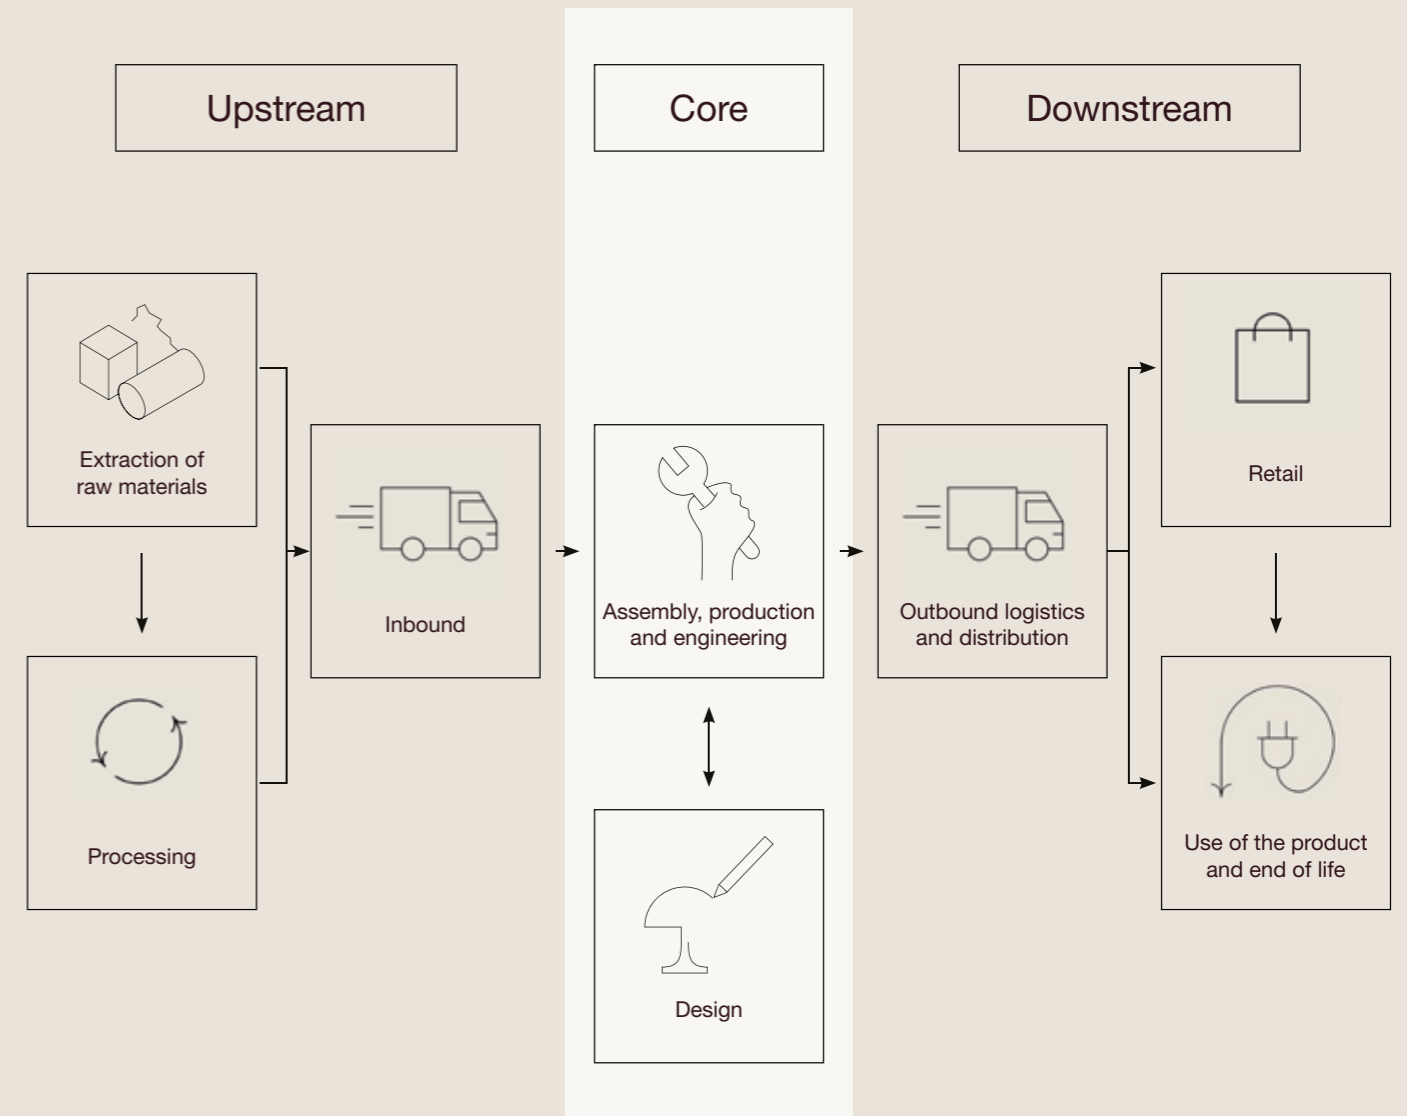 Upstream
Core
Downstream
Extraction of
raw materials
Processing
Inbound
Assembly, production
and engineering
Design
Outbound logistics
and distribution
Retail
Use of the product
and end of life